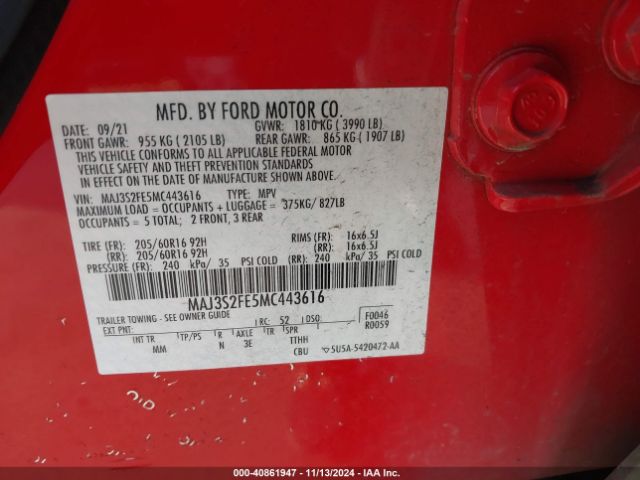 MFD. BY FORD MOTOR CO.
DATE: 09/21 GVWR: 1810 KG ( 3990 LB)
FRONT GAWR: 955 KG ( 2105 LB) REAR GAWR: 865 KG ( 1907 LB)
THIS VEHICLE CONFORMS TO ALL APPLICABLE FEDERAL MOTOR
VEHICLE SAFETY AND THEFT PREVENTION STANDARDS
IN EFFECT ON THE DATE OF MANUFACTURE SHOWN ABOVE.
VIN: MAJ3S2FE5MC443616 TYPE: MPV
MAXIMUM LOAD = OCCUPANTS + LUGGAGE = 375KG/ 827LB
OCCUPANTS = 5 TOTAL; 2 FRONT, 3 REAR
TIRE (FR): 205/60R16 92H RIMS (FR): 16x6.5J
(RR): 205/60R16 92H (RR): 16x6.5J
PRESSURE (FR): 240 kPa/ 35 PSI COLD (RR): 240 kPa/ 35 PSI COLD
MAJ3S2FE5MC443616
TRAILER TOWING - SEE OWNER GUIDE
EXT PNT: RC: 52 DSO: F0046
R0059
INT TR TP/PS R AXLE TR SPR
MM N 3E TTHH
CBU 5U5A-5420472-AA
000-40861947 - 11/13/2024 - IAA Inc.